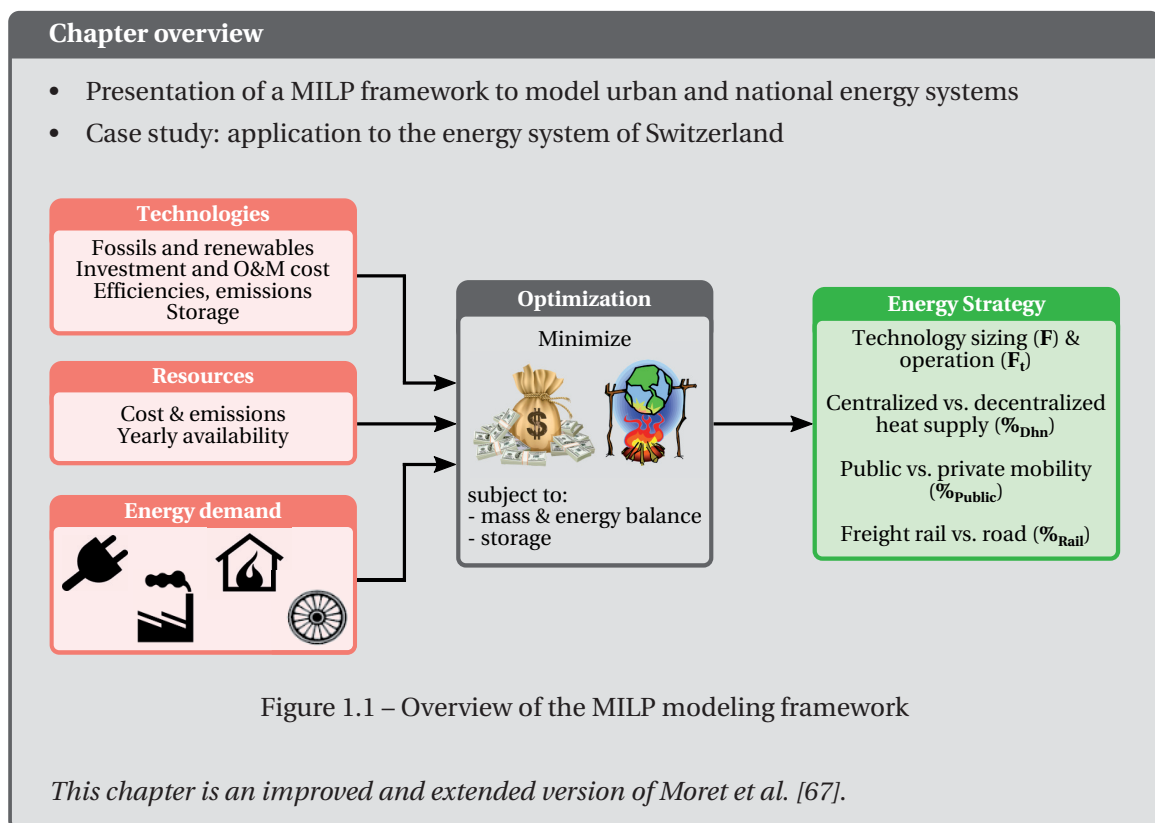 Chapter overview
• Presentation of a MILP framework to model urban and national energy systems
• Case study: application to the energy system of Switzerland
Technologies
Fossils and renewables
Investment and O&M cost
Efficiencies, emissions
Storage
Resources
Cost & emissions
Yearly availability
Energy demand
Optimization
Minimize
$
subject to:
- mass & energy balance
- storage
Energy Strategy
Technology sizing (F) &
operation (Ft)
Centralized vs. decentralized
heat supply (%Dhn)
Public vs. private mobility
(%Public)
Freight rail vs. road (%Rail)
Figure 1.1 – Overview of the MILP modeling framework
This chapter is an improved and extended version of Moret et al. [67].